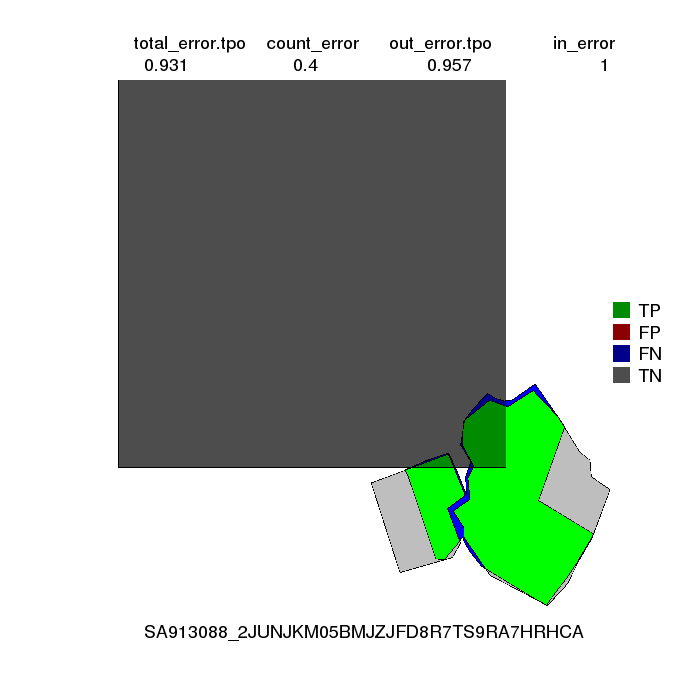 total_error.tpo count_error out_error.tpo in_error
0.931 0.4 0.957 1
TP
FP
FN
TN
SA913088_2JUNJKM05BMJZJFD8R7TS9RA7HRHCA